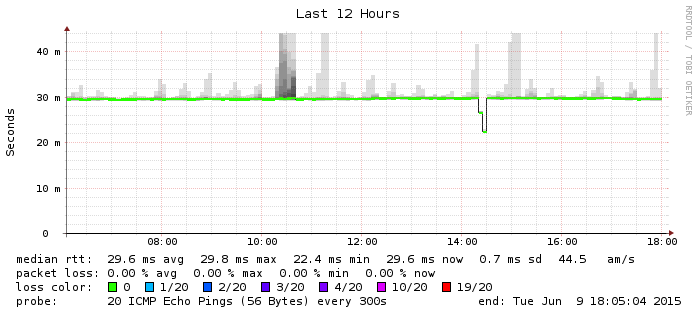 Last 12 Hours
RRDTOOL / TOBI OETIKER
Seconds
40 m
30 m
20 m
10 m
0
08:00 10:00 12:00 14:00 16:00 18:00
median rtt: 29.6 ms avg 29.8 ms max 22.4 ms min 29.6 ms now 0.7 ms sd 44.5 am/s
packet loss: 0.00 % avg 0.00 % max 0.00 % min 0.00 % now
loss color: 0 1/20 2/20 3/20 4/20 10/20 19/20
probe: 20 ICMP Echo Pings (56 Bytes) every 300s end: Tue Jun 9 18:05:04 2015